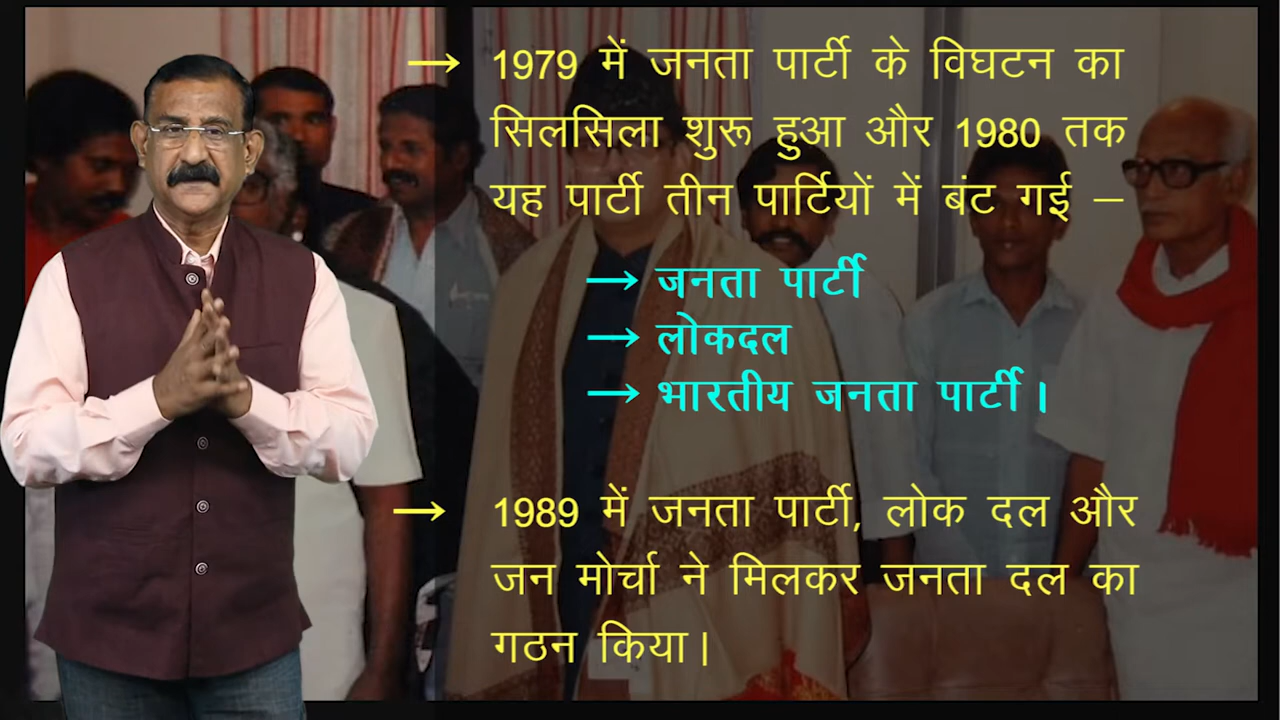 → 1979 में जनता पार्टी के विघटन का
सिलसिला शुरू हुआ और 1980 तक
यह पार्टी तीन पार्टियों में बंट गई –
→ जनता पार्टी
→ लोकदल
→ भारतीय जनता पार्टी।
→ 1989 में जनता पार्टी, लोक दल और
जन मोर्चा ने मिलकर जनता दल का
गठन किया।